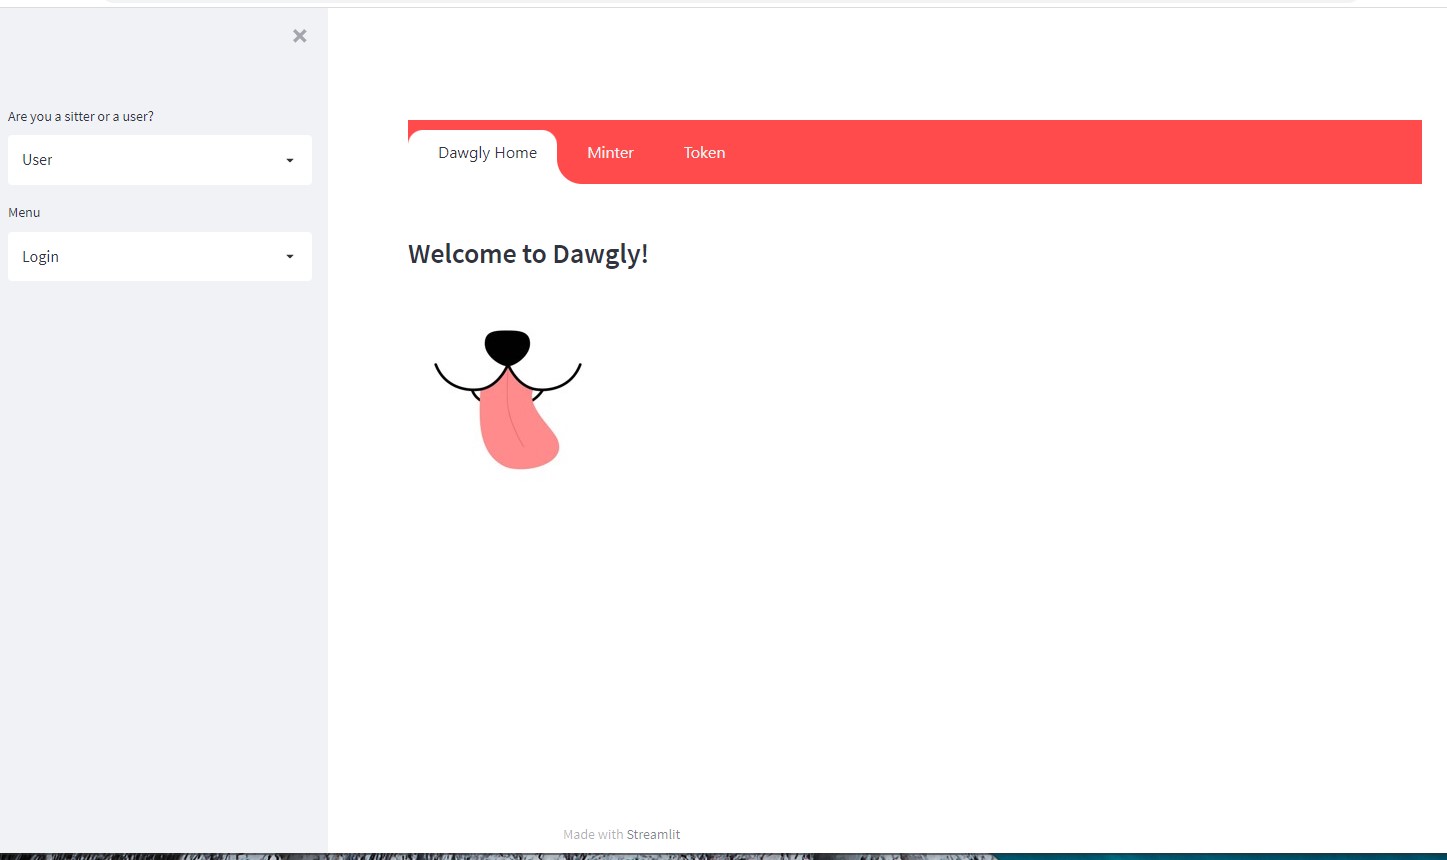 ×
Are you a sitter or a user?
User
Menu
Login
Dawgly Home Minter Token
Welcome to Dawgly!
Made with Streamlit